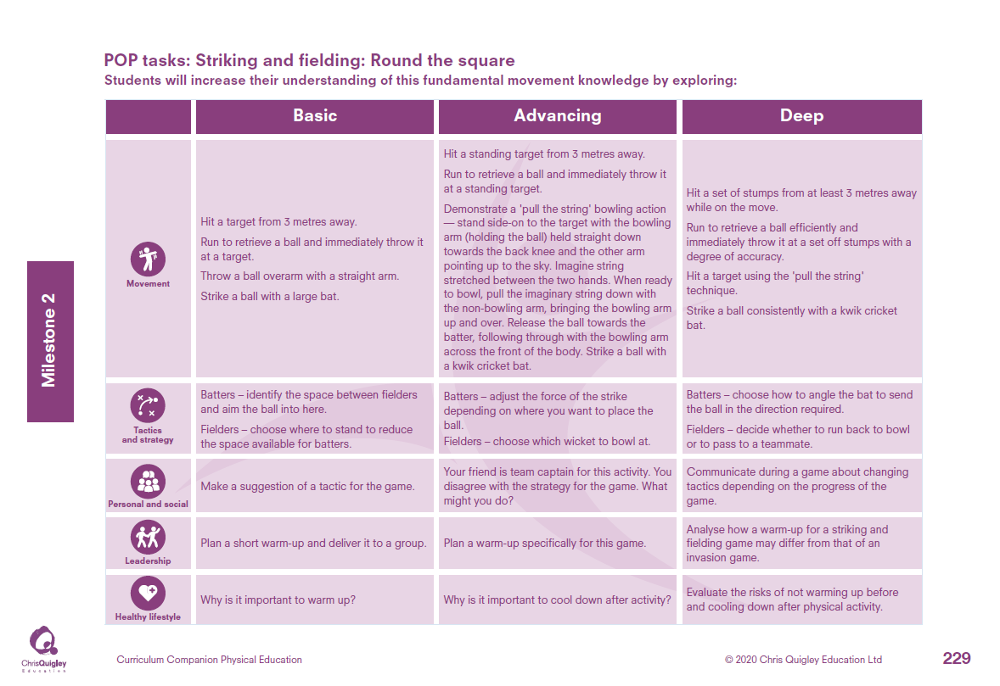 POP tasks: Striking and fielding: Round the square
Students will increase their understanding of this fundamental movement knowledge by exploring:
Basic
Advancing
Deep
Milestone 2
Movement
Hit a target from 3 metres away.
Run to retrieve a ball and immediately throw it
at a target.
Throw a ball overarm with a straight arm.
Strike a ball with a large bat.
Hit a standing target from 3 metres away.
Run to retrieve a ball and immediately throw it
at a standing target.
Demonstrate a 'pull the string' bowling action
— stand side-on to the target with the bowling
arm (holding the ball) held straight down
towards the back knee and the other arm
pointing up to the sky. Imagine string
stretched between the two hands. When ready
to bowl, pull the imaginary string down with
the non-bowling arm, bringing the bowling arm
up and over. Release the ball towards the
batter, following through with the bowling arm
across the front of the body. Strike a ball with
a kwik cricket bat.
Hit a set of stumps from at least 3 metres away
while on the move.
Run to retrieve a ball efficiently and
immediately throw it at a set off stumps with a
degree of accuracy.
Hit a target using the 'pull the string'
technique.
Strike a ball consistently with a kwik cricket
bat.
Tactics
and strategy
Batters – identify the space between fielders
and aim the ball into here.
Fielders – choose where to stand to reduce
the space available for batters.
Batters – adjust the force of the strike
depending on where you want to place the
ball.
Fielders – choose which wicket to bowl at.
Batters – choose how to angle the bat to send
the ball in the direction required.
Fielders – decide whether to run back to bowl
or to pass to a teammate.
Personal and social
Make a suggestion of a tactic for the game.
Your friend is team captain for this activity. You
disagree with the strategy for the game. What
might you do?
Communicate during a game about changing
tactics depending on the progress of the
game.
Leadership
Plan a short warm-up and deliver it to a group.
Plan a warm-up specifically for this game.
Analyse how a warm-up for a striking and
fielding game may differ from that of an
invasion game.
Healthy lifestyle
Why is it important to warm up?
Why is it important to cool down after activity?
Evaluate the risks of not warming up before
and cooling down after physical activity.
ChrisQuigley
Education
Curriculum Companion Physical Education
© 2020 Chris Quigley Education Ltd
229